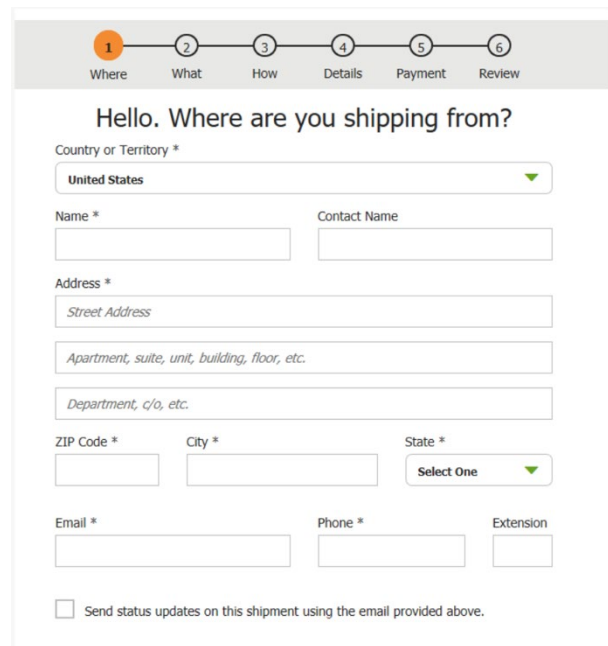 1 2 3 4 5 6
Where What How Details Payment Review
Hello. Where are you shipping from?
Country or Territory *
United States
Name * Contact Name
Address *
Street Address
Apartment, suite, unit, building, floor, etc.
Department, c/o, etc.
ZIP Code * City * State *
Select One
Email * Phone * Extension
Send status updates on this shipment using the email provided above.